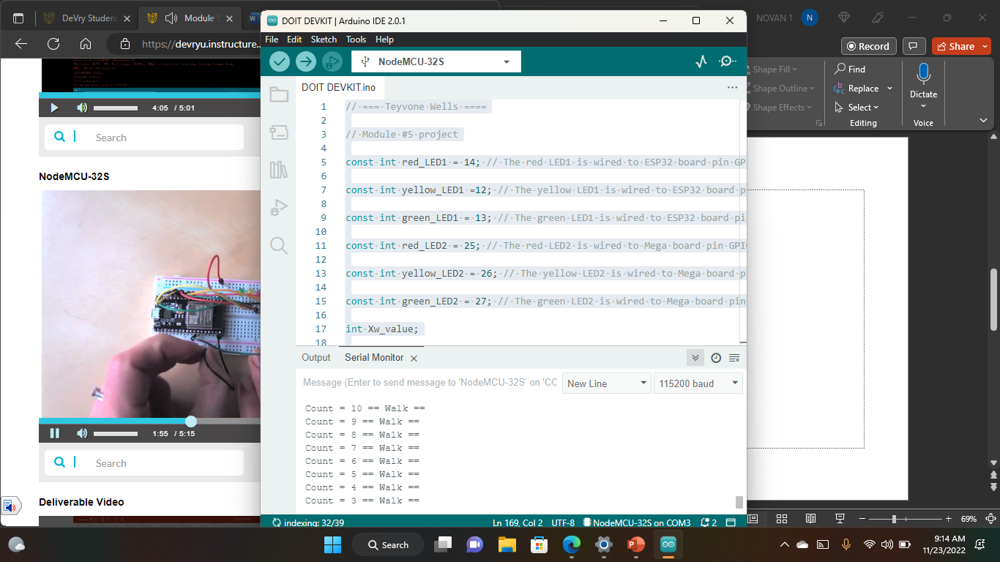 DeVry Student
Module 5
NOVAN 1
N
https://devryu.instructure...
4:05 / 5:01
Search
NodeMCU-32S
1:55 / 5:15
Search
Deliverable Video
DOIT DEVKIT | Arduino IDE 2.0.1
File Edit Sketch Tools Help
NodeMCU-32S
DOIT DEVKIT.ino
1 // === Teyvone Wells ====
2
3 // Module #5 project
4
5 const int red_LED1 = 14; // The red LED1 is wired to ESP32 board pin GP
6
7 const int yellow_LED1 =12; // The yellow LED1 is wired to ESP32 board p
8
9 const int green_LED1 = 13; // The green LED1 is wired to ESP32 board pi
10
11 const int red_LED2 = 25; // The red LED2 is wired to Mega board pin GPI
12
13 const int yellow_LED2 = 26; // The yellow LED2 is wired to Mega board p
14
15 const int green_LED2 = 27; // The green LED2 is wired to Mega board pin
16
17 int Xw_value;
18
Output Serial Monitor
Message (Enter to send message to 'NodeMCU-32S' on 'CO
New Line
115200 baud
Count = 10 == Walk ==
Count = 9 == Walk ==
Count = 8 == Walk ==
Count = 7 == Walk ==
Count = 6 == Walk ==
Count = 5 == Walk ==
Count = 4 == Walk ==
Count = 3 == Walk ==
indexing: 32/39 Ln 169, Col 2 UTF-8 NodeMCU-32S on COM3 2
Record
Share
Shape Fill
Shape Outline
Shape Effects
Find
Replace
Select
Editing
Dictate
Voice
69%
Search
9:14 AM
11/23/2022